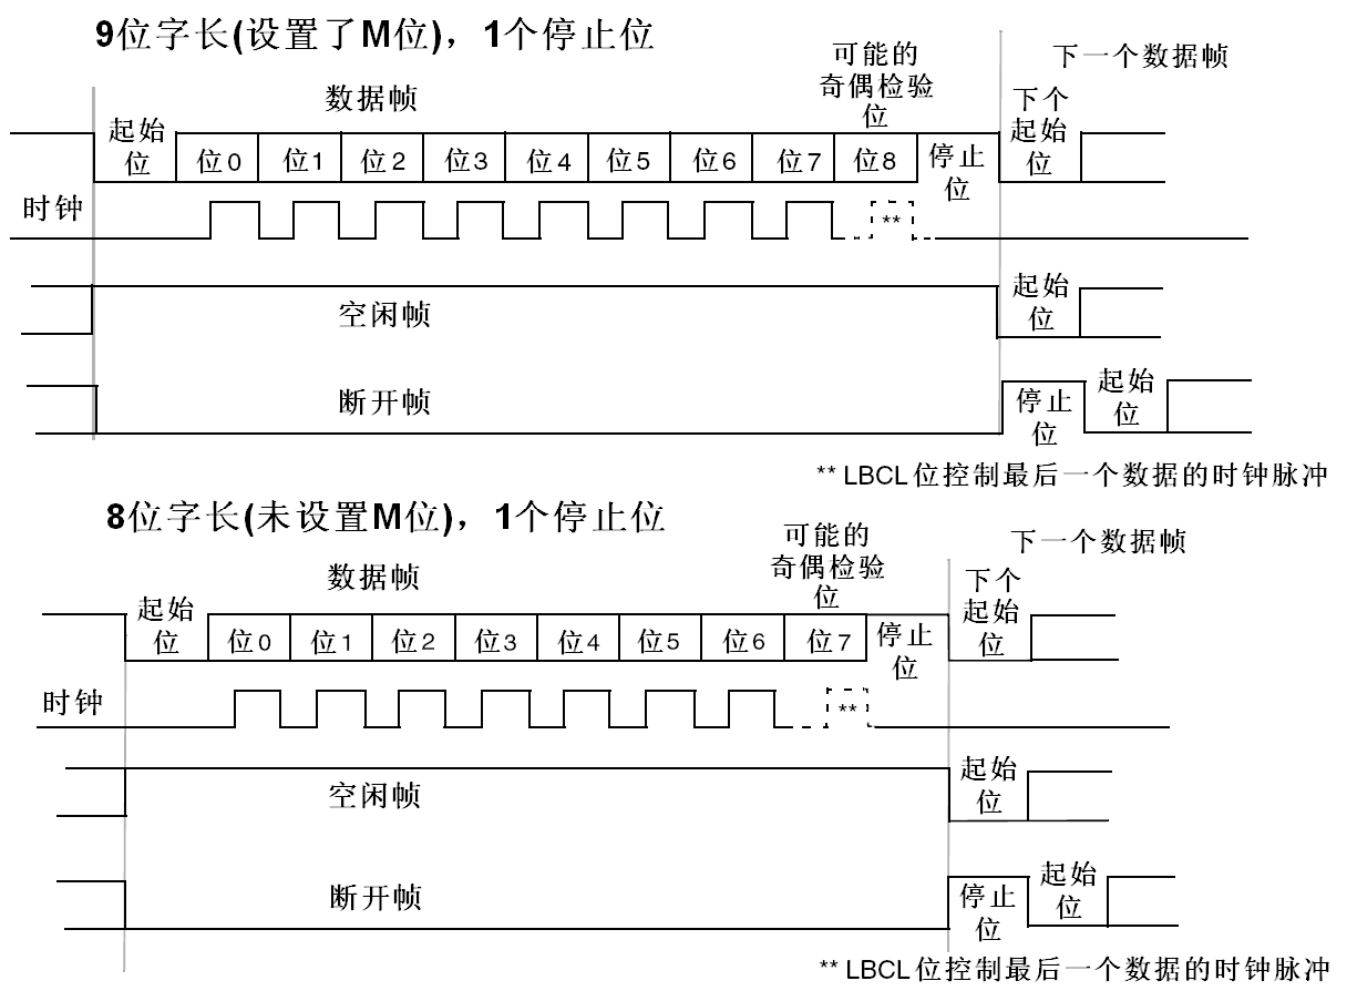 9位字长(设置了M位)，1个停止位
可能的
奇偶检验
位
下一个数据帧
数据帧
下个
起始
位
起始
位
位0
位1
位2
位3
位4
位5
位6
位7
位8
停止
位
时钟
**
空闲帧
起始
位
断开帧
停止
位
起始
位
** LBCL位控制最后一个数据的时钟脉冲
8位字长(未设置M位)，1个停止位
可能的
奇偶检验
位
下一个数据帧
数据帧
下个
起始
位
起始
位
位0
位1
位2
位3
位4
位5
位6
位7
停止
位
时钟
**
空闲帧
起始
位
断开帧
停止
位
起始
位
** LBCL位控制最后一个数据的时钟脉冲